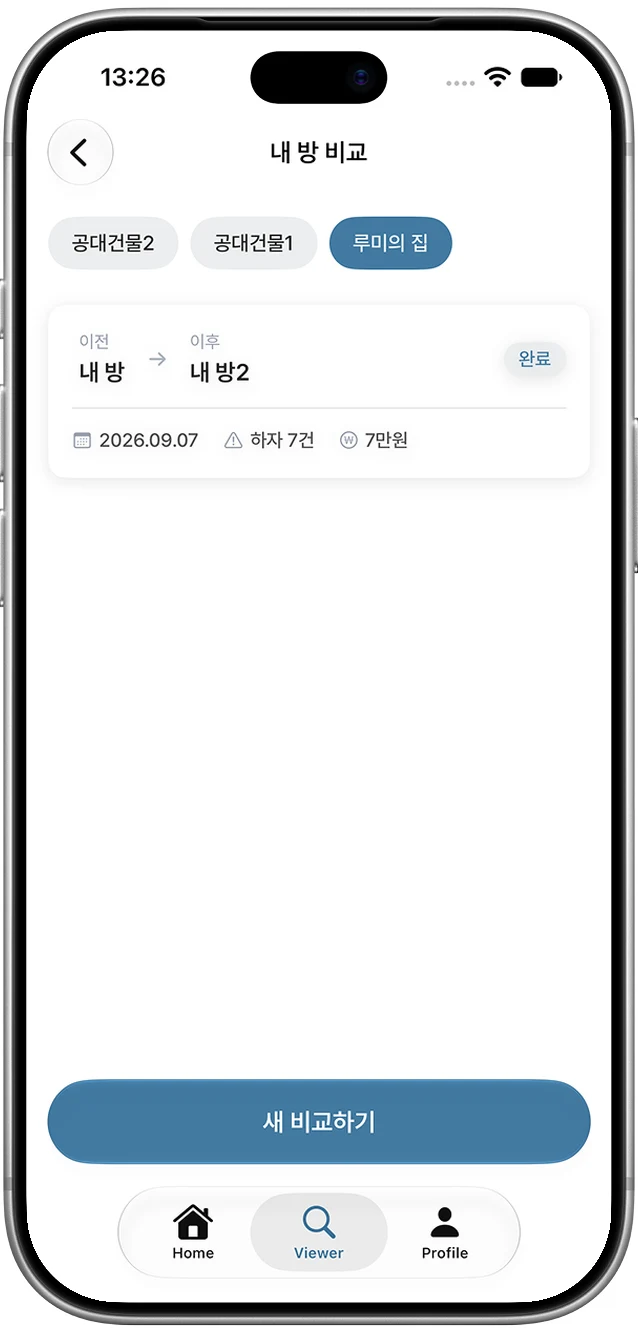 13:26
내 방 비교
공대건물2 공대건물1 루미의 집
이전 이후
내 방 내 방2
완료
2026.09.07 하자 7건 ₩ 7만원
새 비교하기
Home Viewer Profile